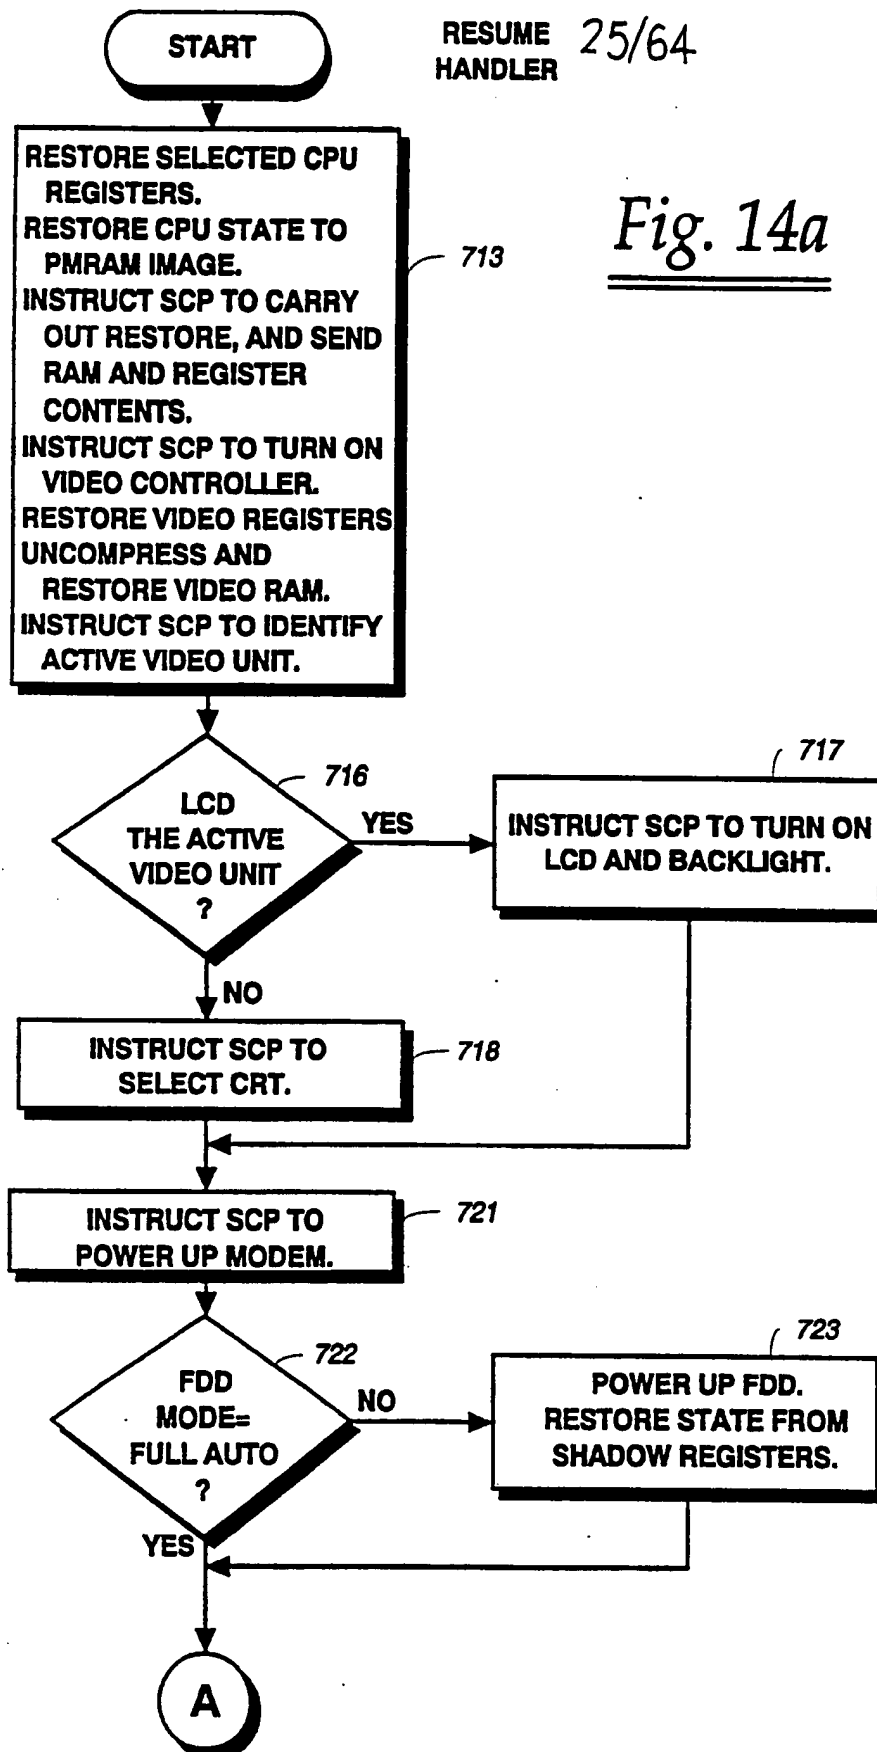 START
RESUME
HANDLER
25/64
Fig. 14a
RESTORE SELECTED CPU
REGISTERS.
RESTORE CPU STATE TO
PMRAM IMAGE.
INSTRUCT SCP TO CARRY
OUT RESTORE, AND SEND
RAM AND REGISTER
CONTENTS.
INSTRUCT SCP TO TURN ON
VIDEO CONTROLLER.
RESTORE VIDEO REGISTERS
UNCOMPRESS AND
RESTORE VIDEO RAM.
INSTRUCT SCP TO IDENTIFY
ACTIVE VIDEO UNIT.
713
LCD
THE ACTIVE
VIDEO UNIT
?
716
YES
717
INSTRUCT SCP TO TURN ON
LCD AND BACKLIGHT.
NO
INSTRUCT SCP TO
SELECT CRT.
718
INSTRUCT SCP TO
POWER UP MODEM.
721
FDD
MODE=
FULL AUTO
?
722
NO
723
POWER UP FDD.
RESTORE STATE FROM
SHADOW REGISTERS.
YES
A